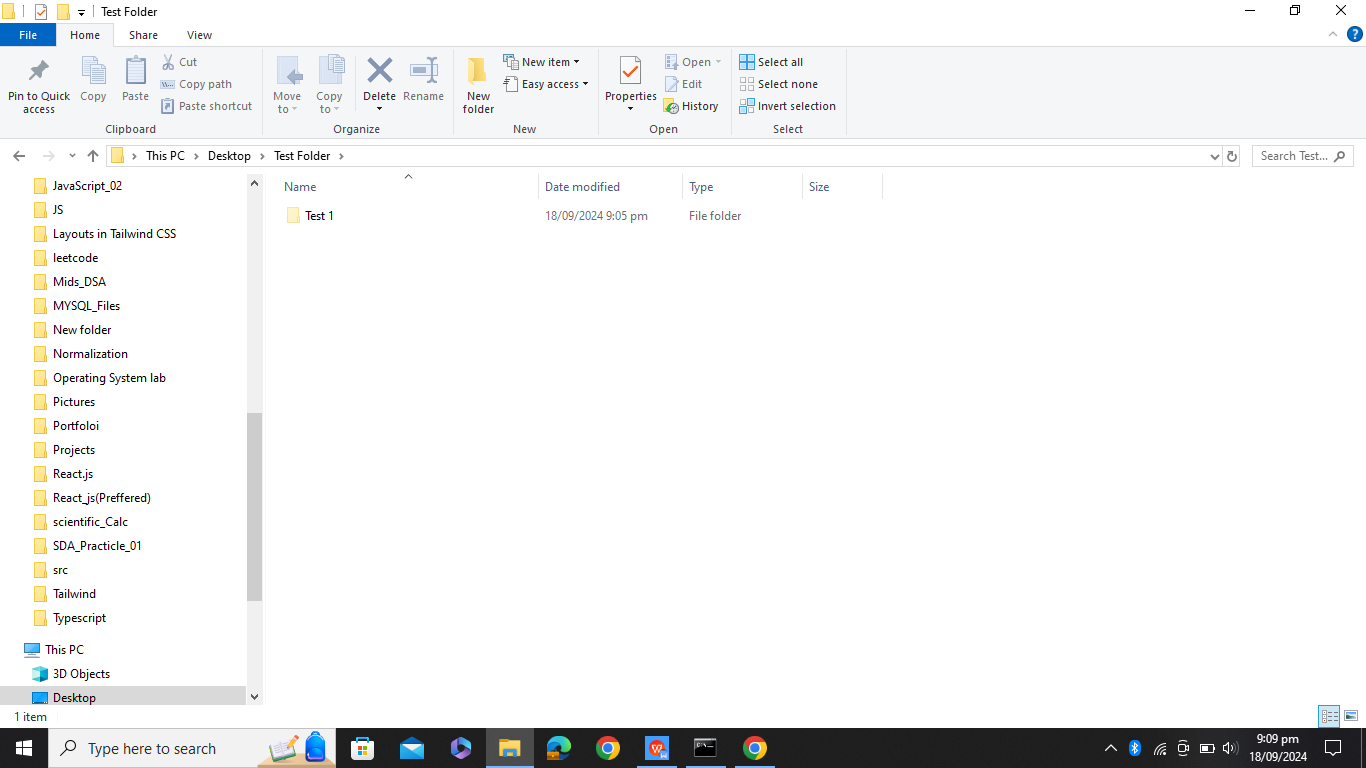 Test Folder
File Home Share View
Pin to Quick access
Copy
Paste
Cut
Copy path
Paste shortcut
Clipboard
Move to
Copy to
Delete
Rename
Organize
New folder
New item
Easy access
New
Properties
Open
Edit
History
Open
Select all
Select none
Invert selection
Select
This PC > Desktop > Test Folder >
Search Test...
JavaScript_02
JS
Layouts in Tailwind CSS
leetcode
Mids_DSA
MYSQL_Files
New folder
Normalization
Operating System lab
Pictures
Portfoloi
Projects
React.js
React_js(Preffered)
scientific_Calc
SDA_Practicle_01
src
Tailwind
Typescript
This PC
3D Objects
Desktop
Name Date modified Type Size
Test 1 18/09/2024 9:05 pm File folder
1 item
Type here to search
9:09 pm
18/09/2024